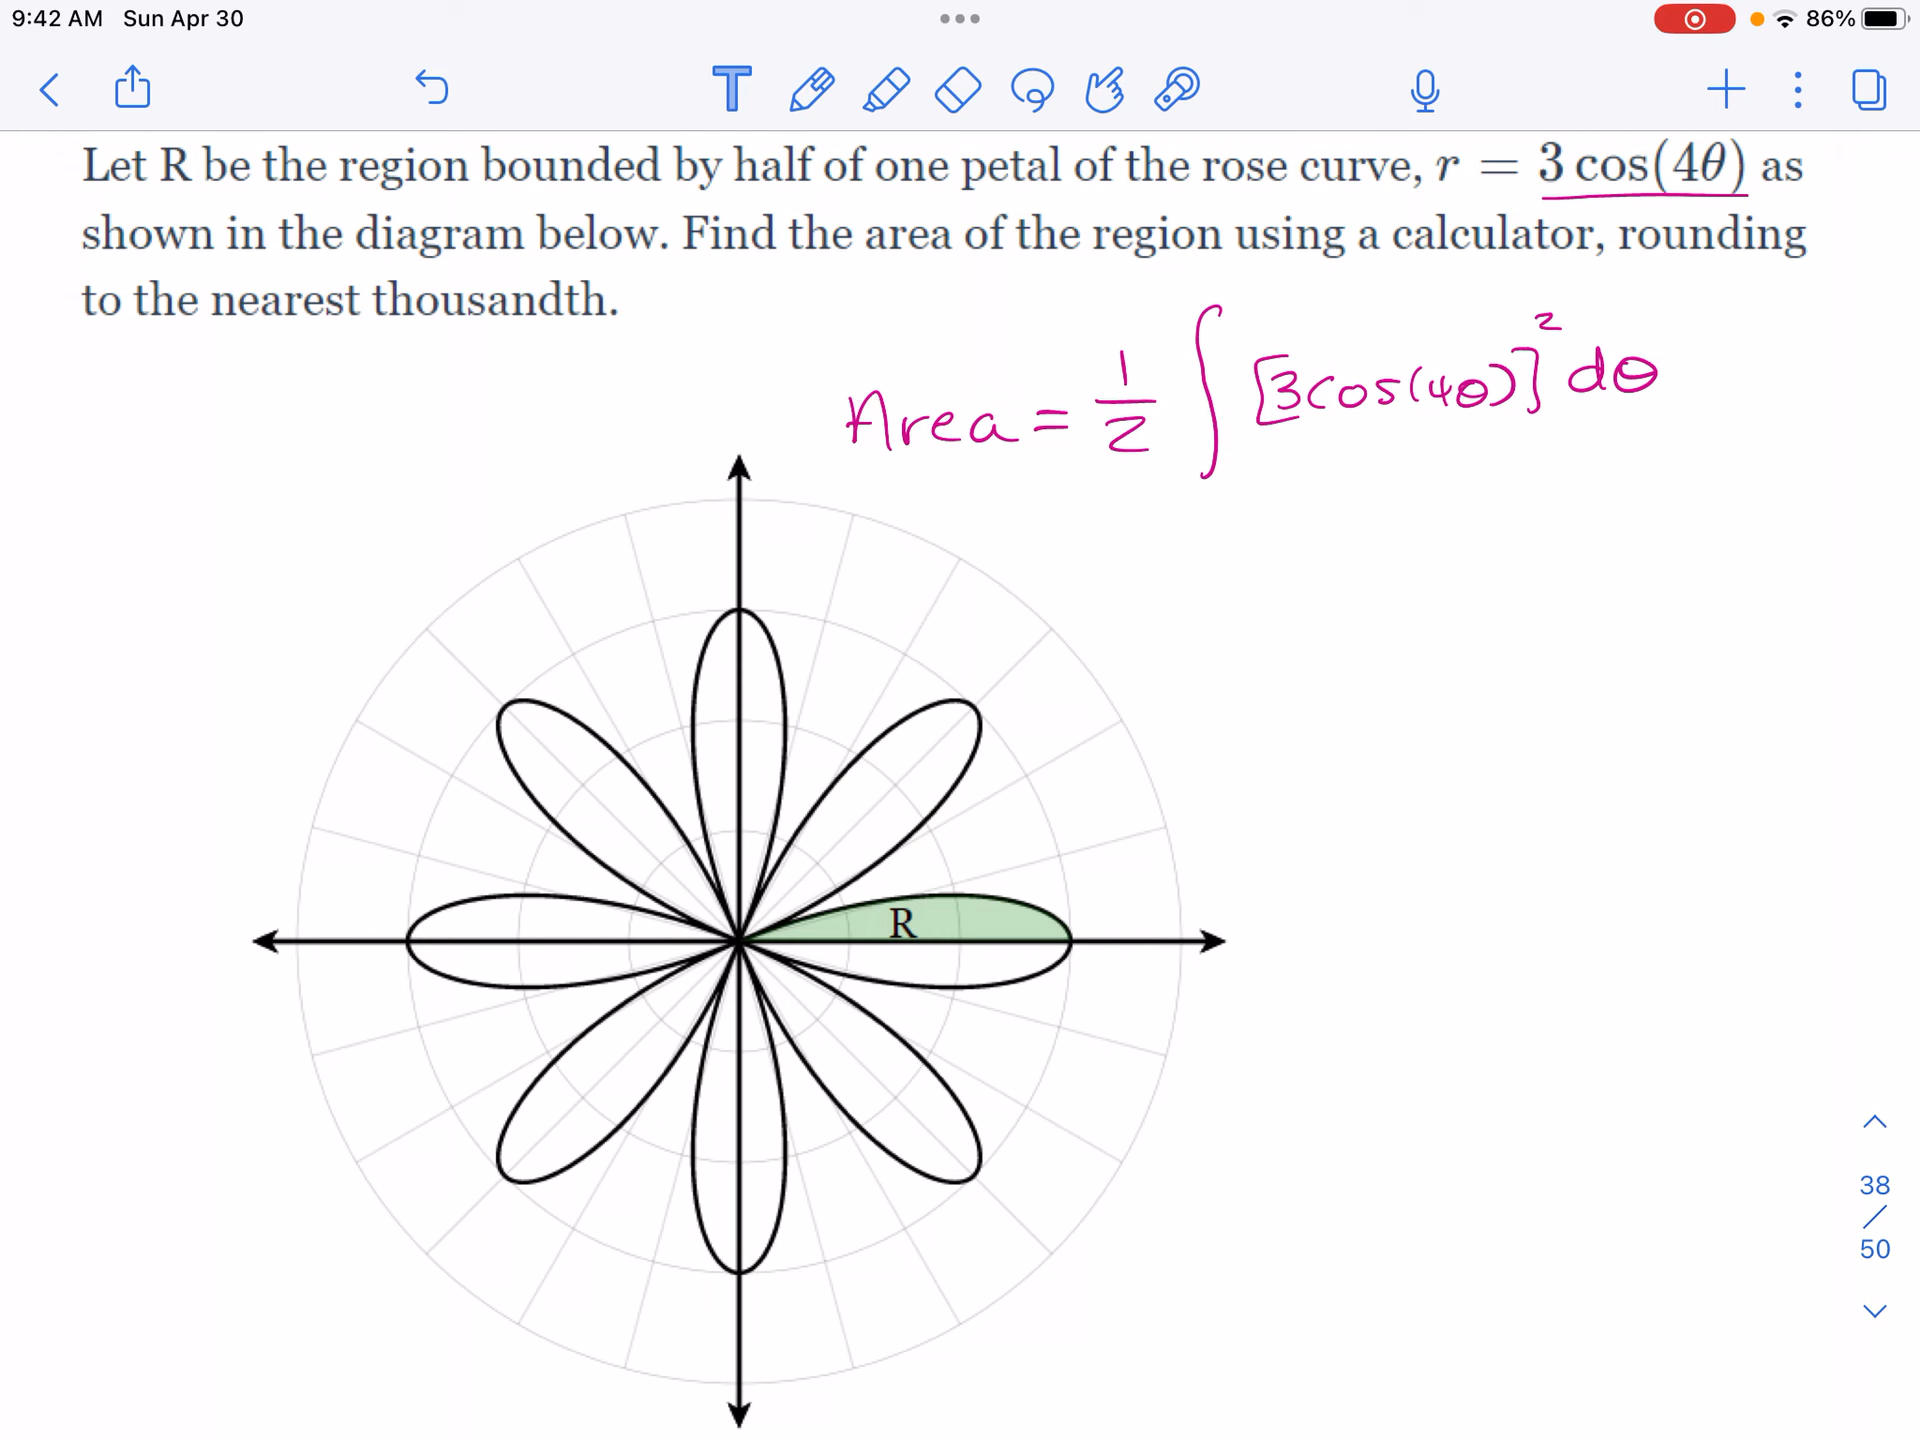 9:42 AM Sun Apr 30
86%
T
Let R be the region bounded by half of one petal of the rose curve, r = 3 cos(4θ) as
shown in the diagram below. Find the area of the region using a calculator, rounding
to the nearest thousandth.
Area = 1/2 ∫ [3cos(4θ)]² dθ
R
38
/
50